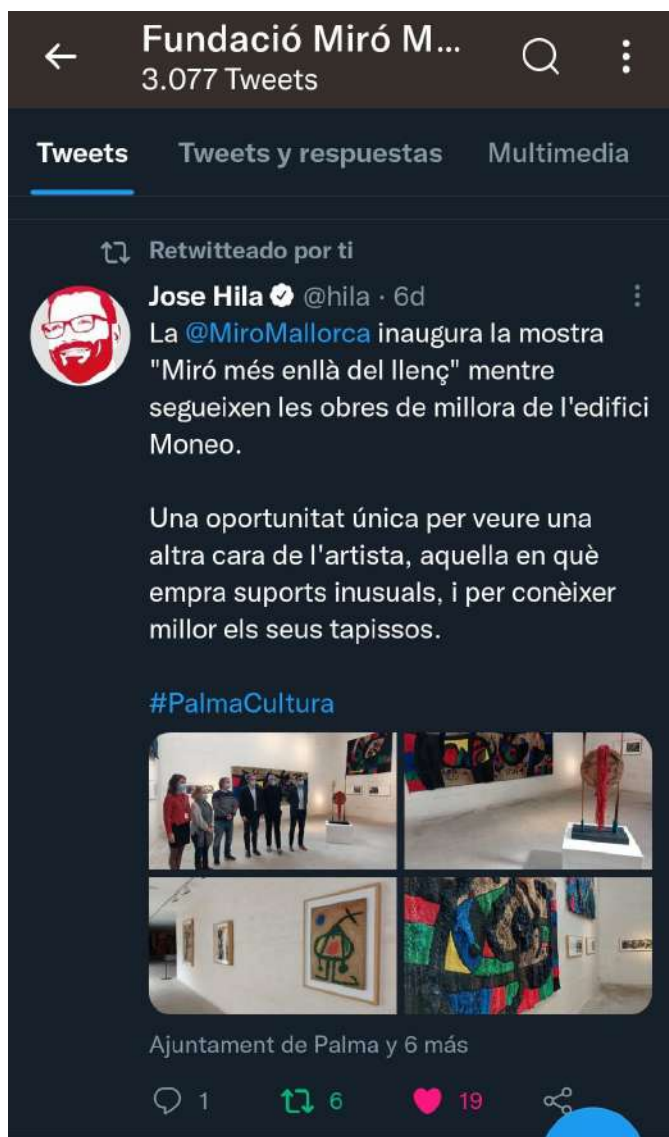 Fundació Miró M...
3.077 Tweets
Tweets Tweets y respuestas Multimedia
Retwitteado por ti
Jose Hila @hila · 6d
La @MiroMallorca inaugura la mostra
"Miró més enllà del llenç" mentre
segueixen les obres de millora de l'edifici
Moneo.
Una oportunitat única per veure una
altra cara de l'artista, aquella en què
empra suports inusuals, i per conèixer
millor els seus tapissos.
#PalmaCultura
Ajuntament de Palma y 6 más
1 6 19